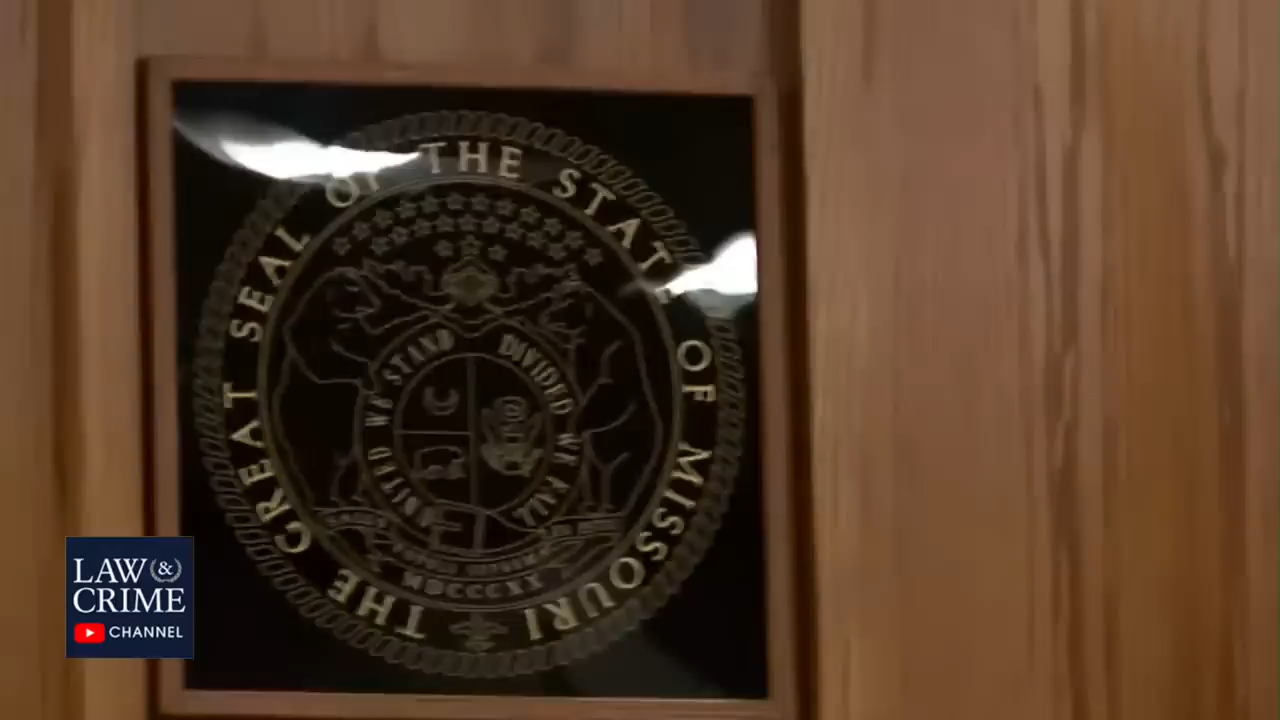 THE GREAT SEAL OF THE STATE OF MISSOURI
UNITED WE STAND DIVIDED WE FALL
MDCCCXX
LAW &
CRIME
CHANNEL